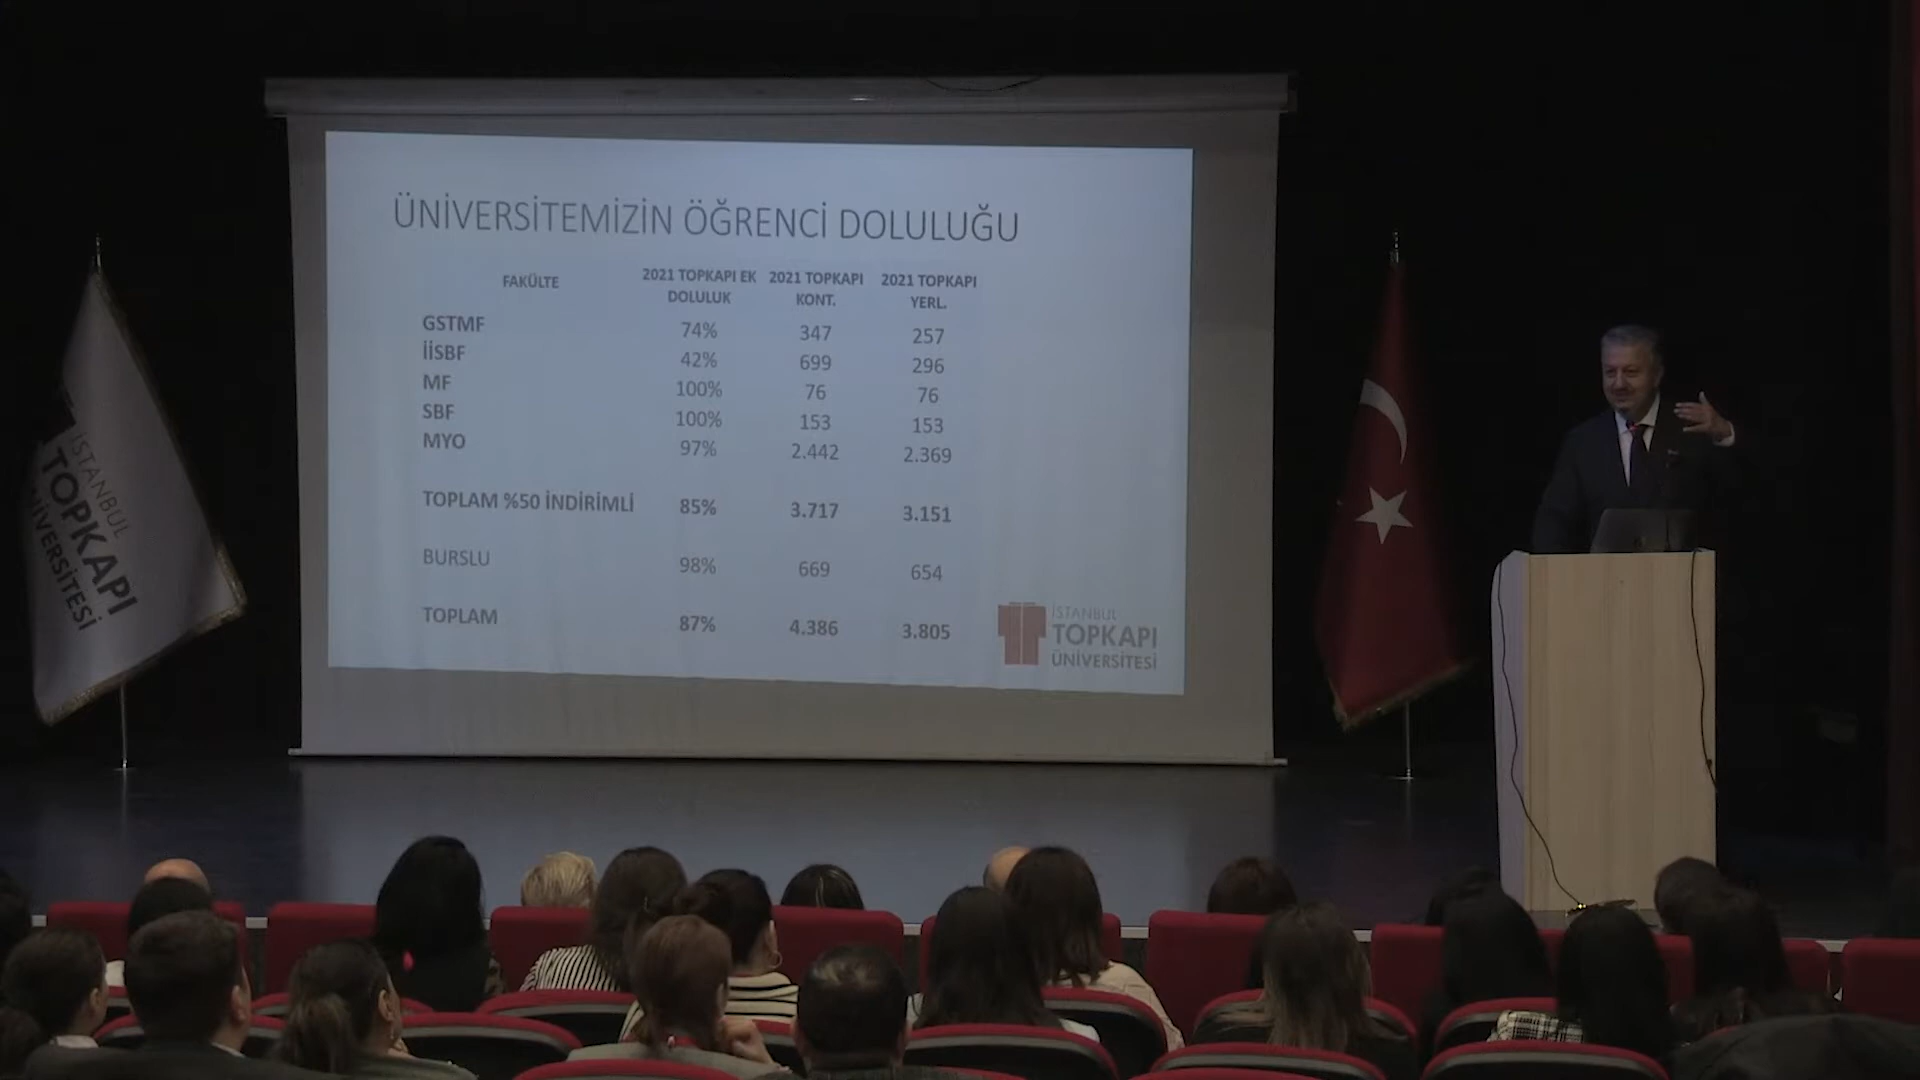 ÜNİVERSİTEMİZİN ÖĞRENCİ DOLULUĞU
FAKÜLTE 2021 TOPKAPI EK DOLULUK 2021 TOPKAPI KONT. 2021 TOPKAPI YERL.
GSTMF 74% 347 257
İİSBF 42% 699 296
MF 100% 76 76
SBF 100% 153 153
MYO 97% 2.442 2.369
TOPLAM %50 İNDİRİMLİ 85% 3.717 3.151
BURSLU 98% 669 654
TOPLAM 87% 4.386 3.805
İSTANBUL
TOPKAPI
ÜNİVERSİTESİ
İSTANBUL
TOPKAPI
ÜNİVERSİTESİ